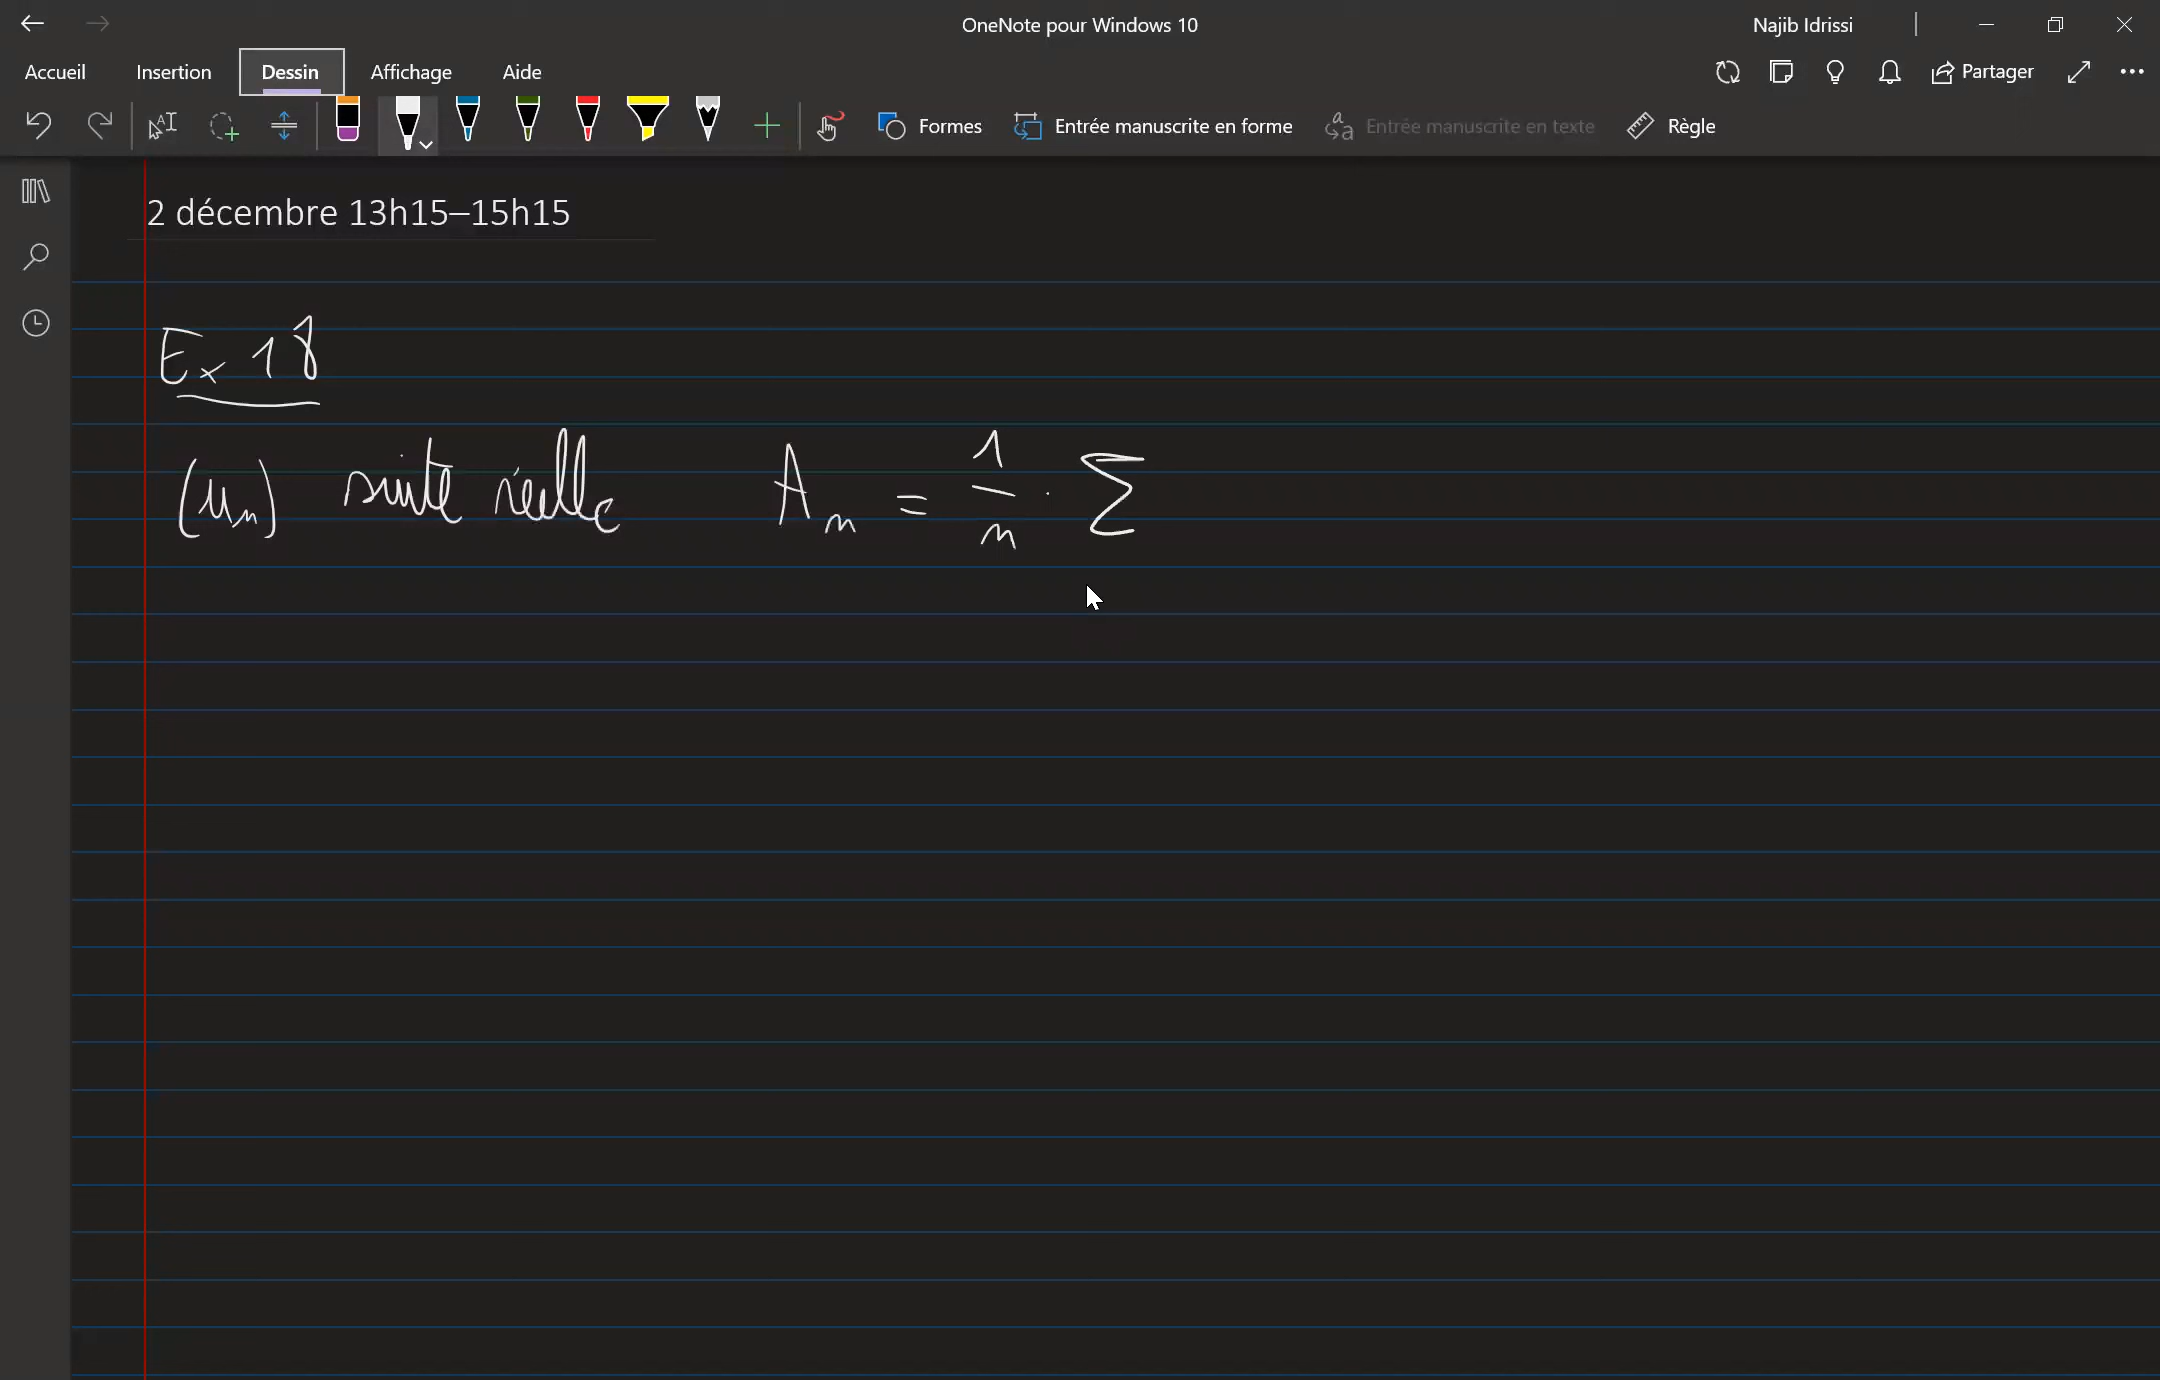 OneNote pour Windows 10
Najib Idrissi
Accueil Insertion Dessin Affichage Aide Partager
Formes Entrée manuscrite en forme Entrée manuscrite en texte Règle
2 décembre 13h15–15h15
Ex 18
(uₙ) suite réelle Aₙ = 1/n · Σ